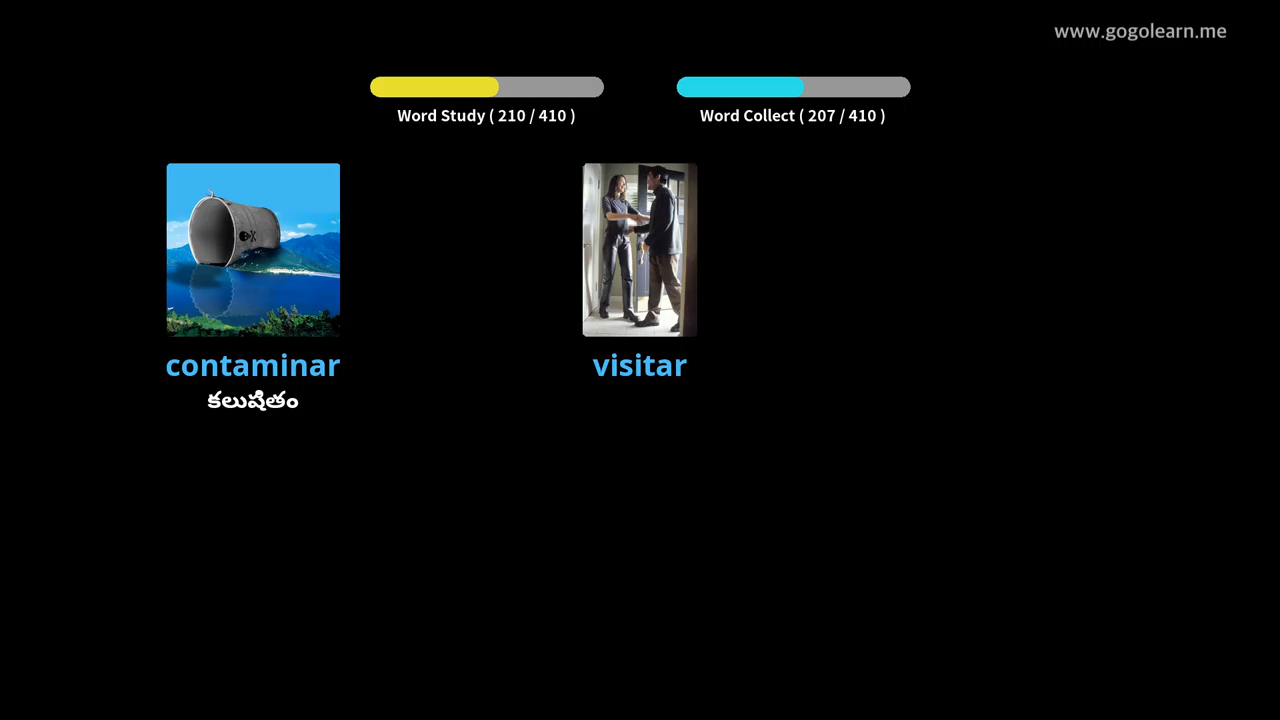 www.gogolearn.me
Word Study ( 210 / 410 )
Word Collect ( 207 / 410 )
contaminar
కలుషితం
visitar